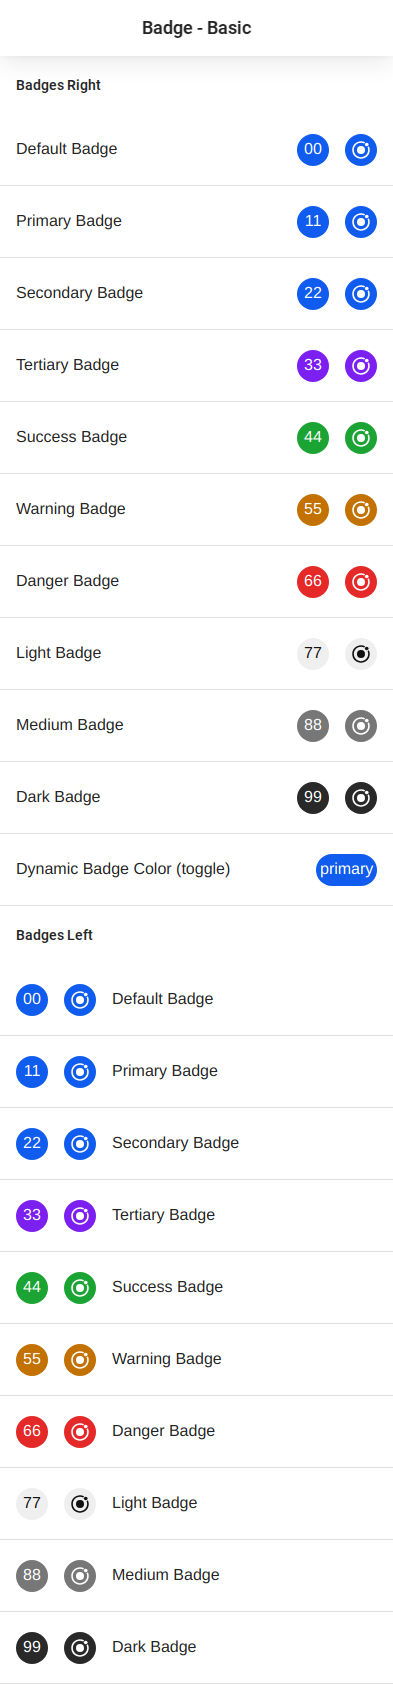 Badge - Basic
Badges Right
Default Badge 00
Primary Badge 11
Secondary Badge 22
Tertiary Badge 33
Success Badge 44
Warning Badge 55
Danger Badge 66
Light Badge 77
Medium Badge 88
Dark Badge 99
Dynamic Badge Color (toggle) primary
Badges Left
00 Default Badge
11 Primary Badge
22 Secondary Badge
33 Tertiary Badge
44 Success Badge
55 Warning Badge
66 Danger Badge
77 Light Badge
88 Medium Badge
99 Dark Badge